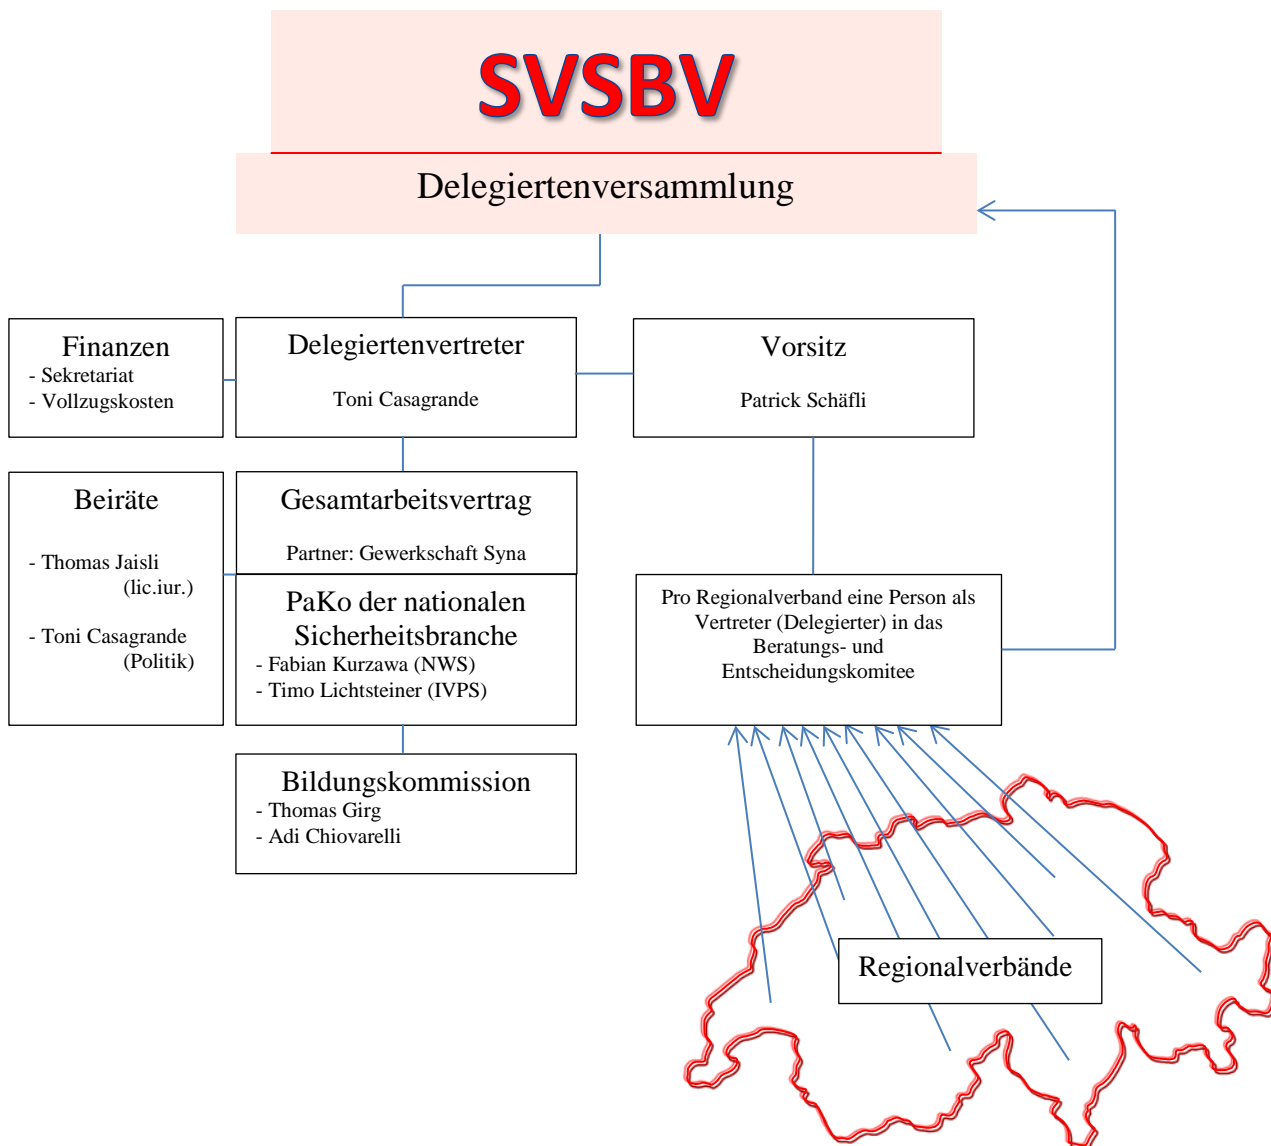 SVSBV
Delegiertenversammlung
Finanzen
- Sekretariat
- Vollzugskosten
Delegiertenvertreter
Toni Casagrande
Vorsitz
Patrick Schäfli
Beiräte
- Thomas Jaisli
(lic.iur.)
- Toni Casagrande
(Politik)
Gesamtarbeitsvertrag
Partner: Gewerkschaft Syna
PaKo der nationalen
Sicherheitsbranche
- Fabian Kurzawa (NWS)
- Timo Lichtsteiner (IVPS)
Pro Regionalverband eine Person als
Vertreter (Delegierter) in das
Beratungs- und
Entscheidungskomitee
Bildungskommission
- Thomas Girg
- Adi Chiovarelli
Regionalverbände